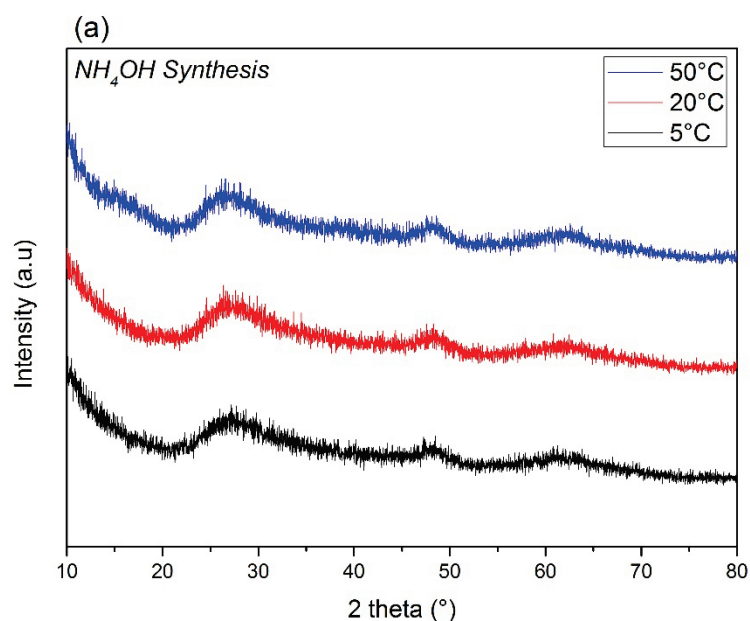 (a)
NH₄OH Synthesis
50°C
20°C
5°C
Intensity (a.u)
10 20 30 40 50 60 70 80
2 theta (°)